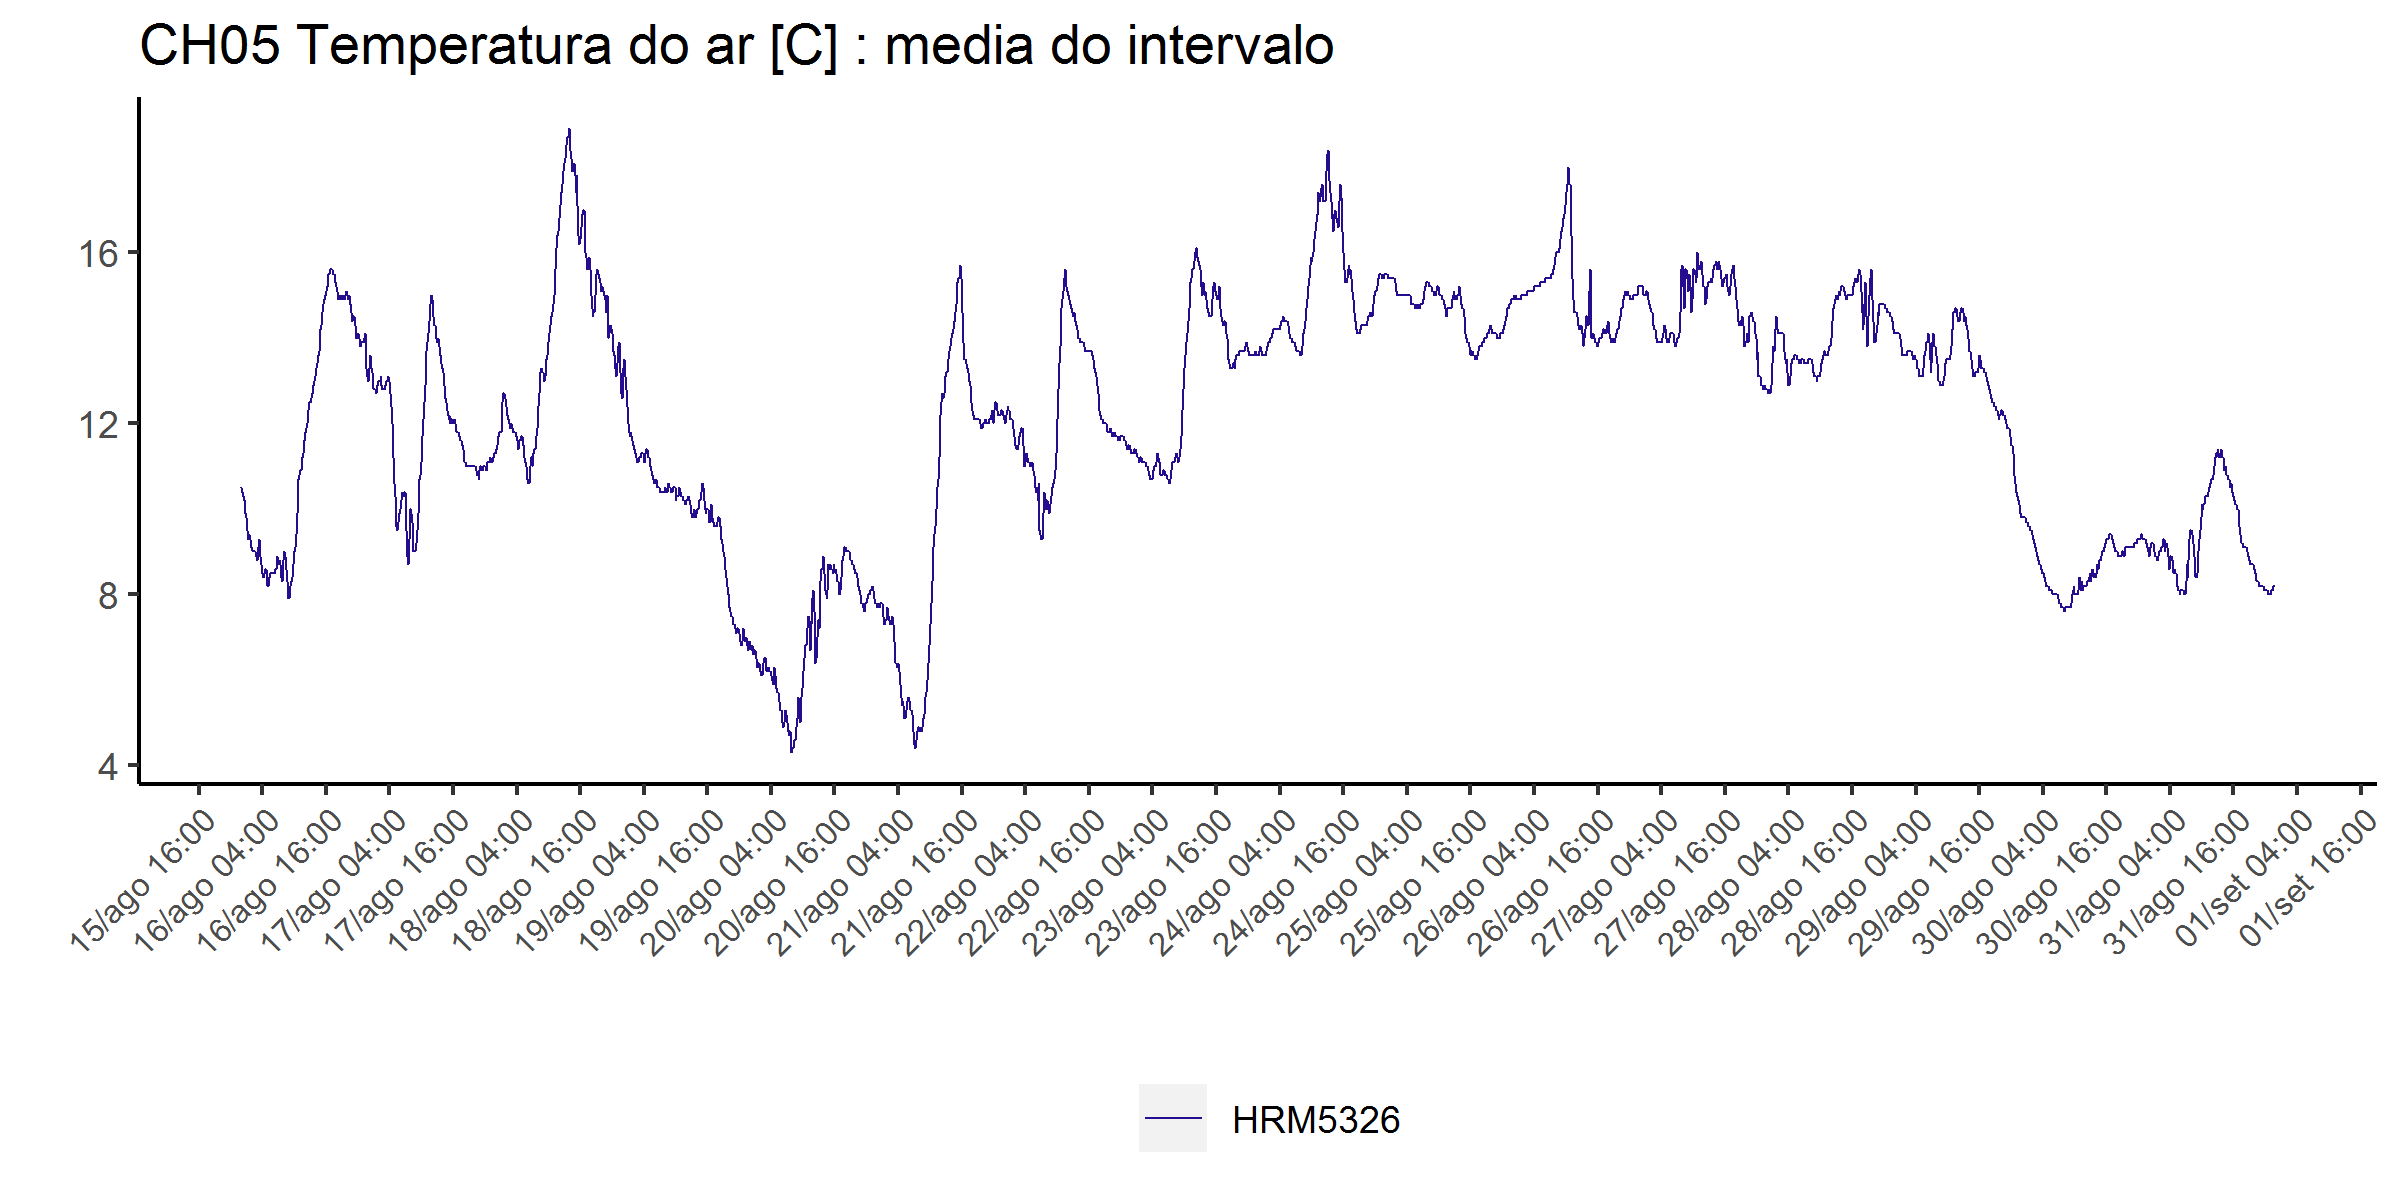 CH05 Temperatura do ar [C] : media do intervalo
16
12
8
4
15/ago 16:00
16/ago 04:00
16/ago 16:00
17/ago 04:00
17/ago 16:00
18/ago 04:00
18/ago 16:00
19/ago 04:00
19/ago 16:00
20/ago 04:00
20/ago 16:00
21/ago 04:00
21/ago 16:00
22/ago 04:00
22/ago 16:00
23/ago 04:00
23/ago 16:00
24/ago 04:00
24/ago 16:00
25/ago 04:00
25/ago 16:00
26/ago 04:00
26/ago 16:00
27/ago 04:00
27/ago 16:00
28/ago 04:00
28/ago 16:00
29/ago 04:00
29/ago 16:00
30/ago 04:00
30/ago 16:00
31/ago 04:00
31/ago 16:00
01/set 04:00
01/set 16:00
HRM5326